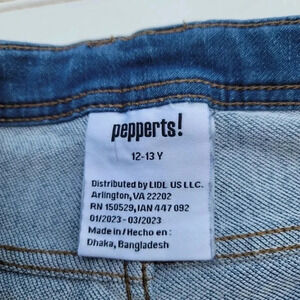 pepperts!
12-13 Y
Distributed by LIDL US LLC.
Arlington, VA 22202
RN 150529, IAN 447 092
01/2023 - 03/2023
Made in / Hecho en :
Dhaka, Bangladesh